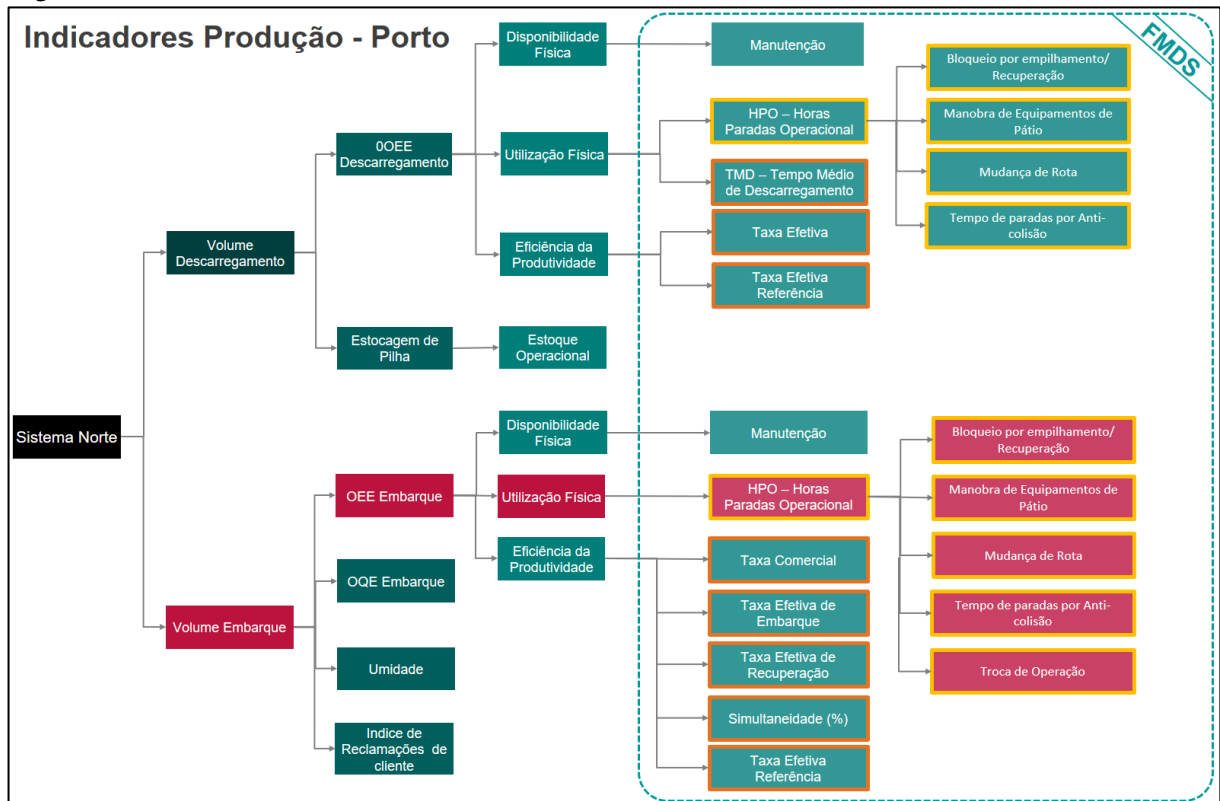 Indicadores Produção - Porto
FMDS
Sistema Norte
Volume
Descarregamento
0OEE
Descarregamento
Disponibilidade
Física
Manutenção
Utilização Física
HPO – Horas
Paradas Operacional
Bloqueio por empilhamento/
Recuperação
Manobra de Equipamentos de
Pátio
Mudança de Rota
Tempo de paradas por Anti-
colisão
TMD – Tempo Médio
de Descarregamento
Eficiência da
Produtividade
Taxa Efetiva
Taxa Efetiva
Referência
Estocagem de
Pilha
Estoque
Operacional
Volume Embarque
OEE Embarque
Disponibilidade
Física
Manutenção
Utilização Física
HPO – Horas
Paradas Operacional
Bloqueio por empilhamento/
Recuperação
Manobra de Equipamentos de
Pátio
Mudança de Rota
Tempo de paradas por Anti-
colisão
Troca de Operação
Eficiência da
Produtividade
Taxa Comercial
Taxa Efetiva de
Embarque
Taxa Efetiva de
Recuperação
Simultaneidade (%)
Taxa Efetiva
Referência
OQE Embarque
Umidade
Indice de
Reclamações de
cliente